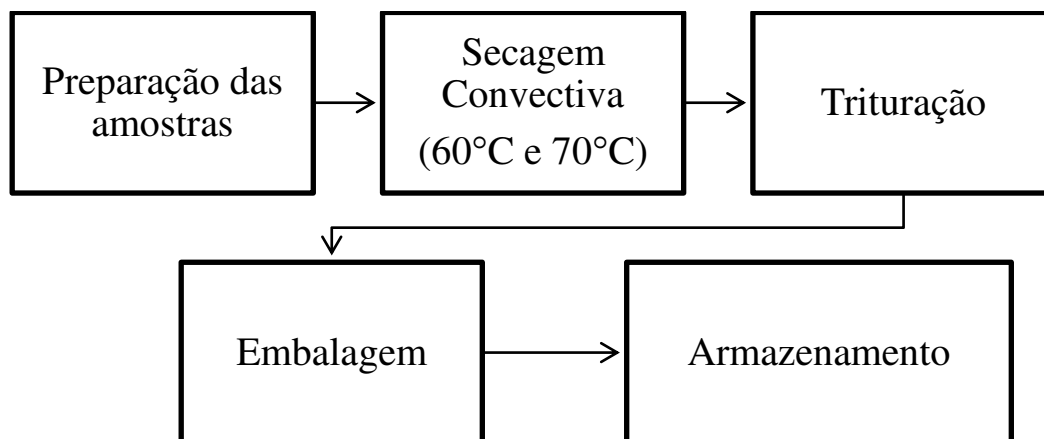 Preparação das
amostras
Secagem
Convectiva
(60°C e 70°C)
Trituração
Embalagem
Armazenamento